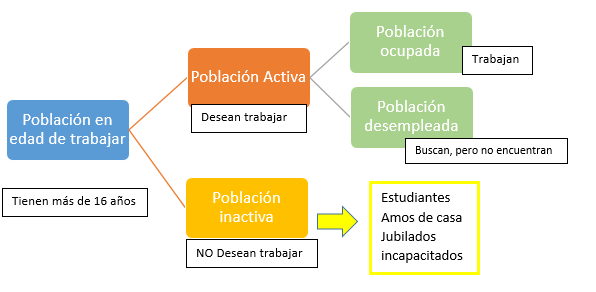 Población en
edad de trabajar
Tienen más de 16 años
Población Activa
Desean trabajar
Población
ocupada
Trabajan
Población
desempleada
Buscan, pero no encuentran
Población
inactiva
NO Desean trabajar
Estudiantes
Amos de casa
Jubilados
incapacitados